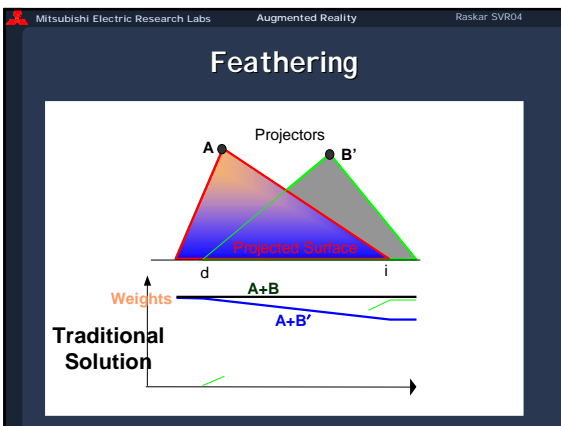 Mitsubishi Electric Research Labs Augmented Reality Raskar SVR04
Feathering
Projectors
A B'
Projected Surface
d i
A+B
Weights
A+B′
Traditional
Solution